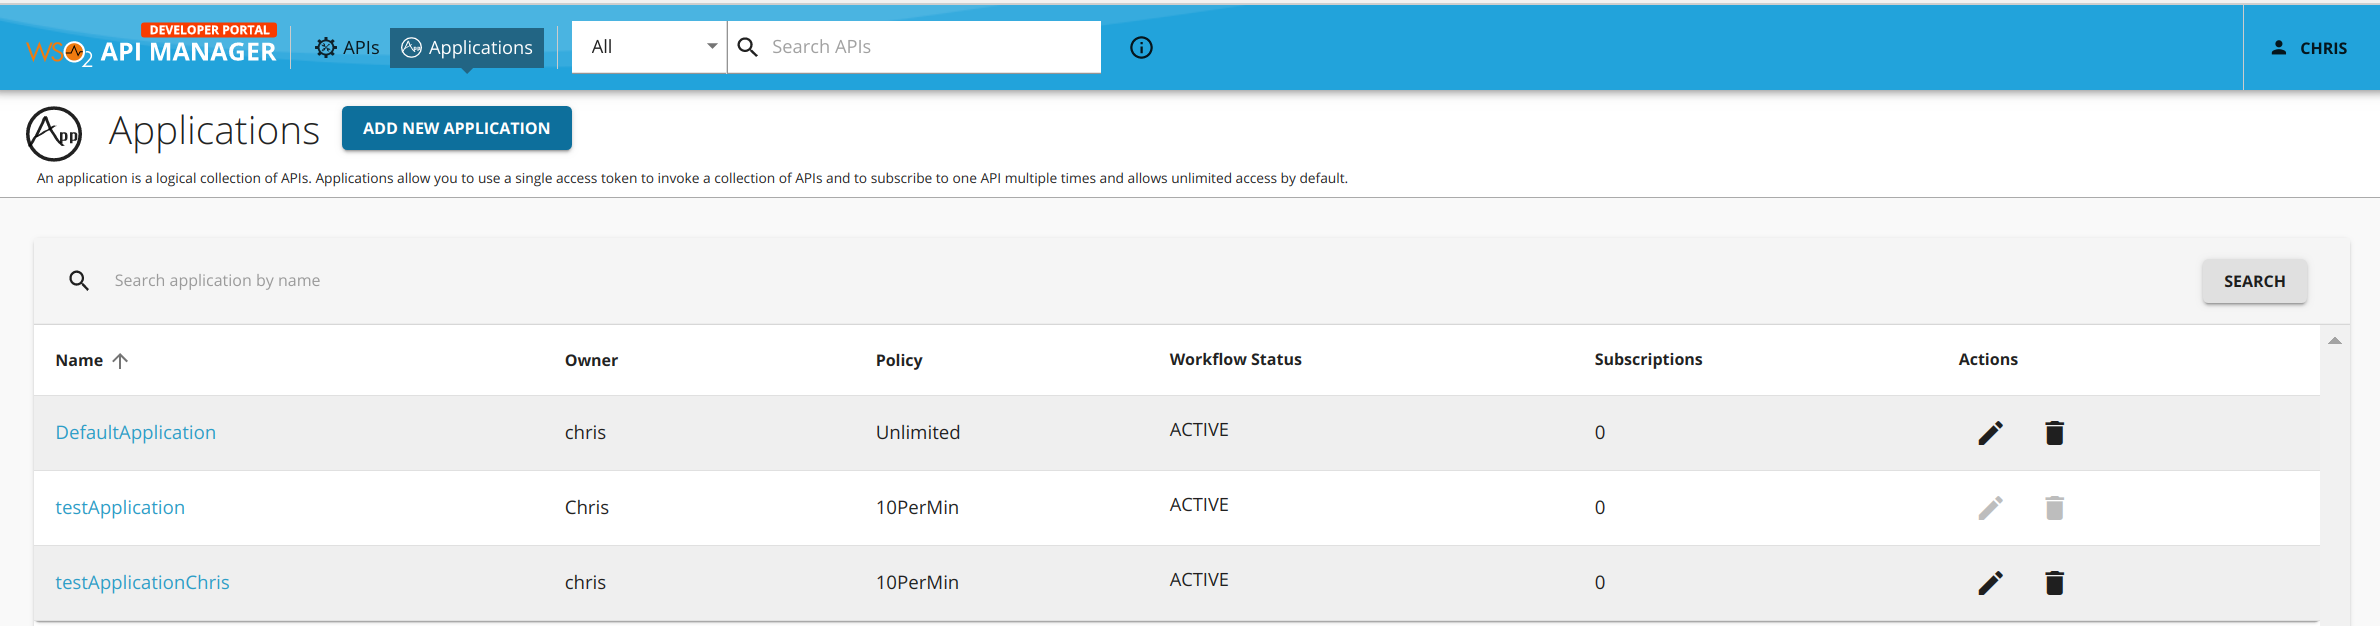 DEVELOPER PORTAL
WSO2 API MANAGER
APIs
Applications
All
Search APIs
CHRIS
App
Applications
ADD NEW APPLICATION
An application is a logical collection of APIs. Applications allow you to use a single access token to invoke a collection of APIs and to subscribe to one API multiple times and allows unlimited access by default.
Search application by name
SEARCH
Name Owner Policy Workflow Status Subscriptions Actions
DefaultApplication chris Unlimited ACTIVE 0
testApplication Chris 10PerMin ACTIVE 0
testApplicationChris chris 10PerMin ACTIVE 0